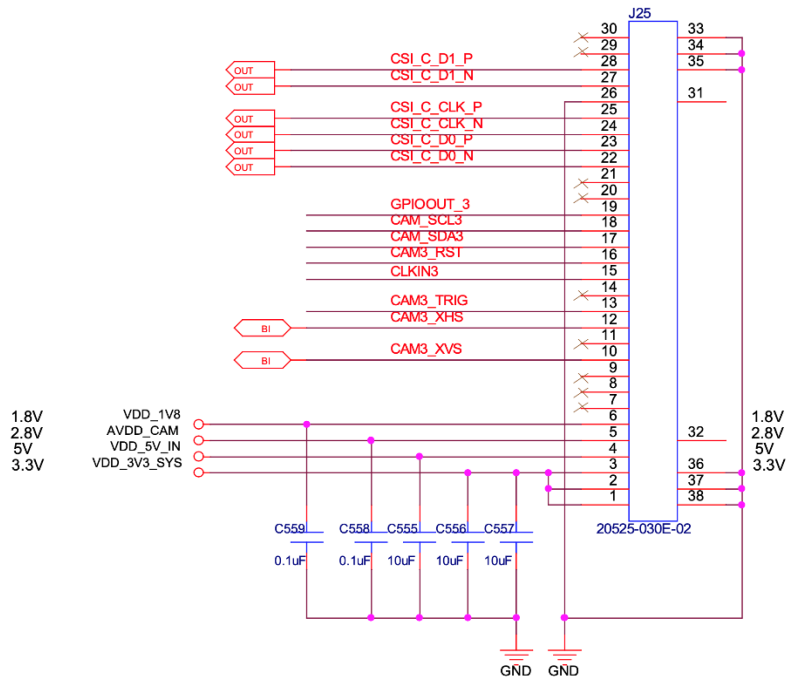 J25
30 33
29 34
CSI_C_D1_P 28 35
CSI_C_D1_N 27
OUT
OUT
26 31
CSI_C_CLK_P 25
CSI_C_CLK_N 24
CSI_C_D0_P 23
CSI_C_D0_N 22
OUT
OUT
OUT
OUT
21
20
GPIOOUT_3 19
CAM_SCL3 18
CAM_SDA3 17
CAM3_RST 16
CLKIN3 15
14
CAM3_TRIG 13
CAM3_XHS 12
BI
11
CAM3_XVS 10
BI
9
8
7
1.8V VDD_1V8 6 1.8V
2.8V AVDD_CAM 5 32 2.8V
5V VDD_5V_IN 4 5V
3.3V VDD_3V3_SYS 3 36 3.3V
2 37
1 38
C559 C558 C555 C556 C557 20525-030E-02
0.1uF 0.1uF 10uF 10uF 10uF
GND GND